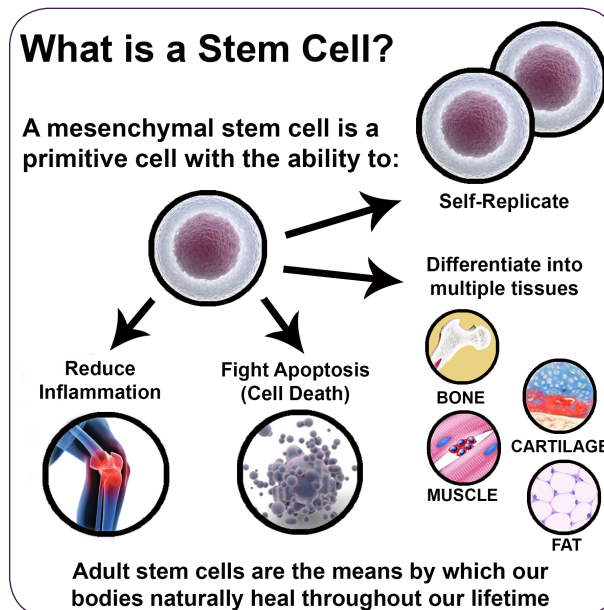 What is a Stem Cell?
A mesenchymal stem cell is a
primitive cell with the ability to:
Self-Replicate
Differentiate into
multiple tissues
BONE
CARTILAGE
MUSCLE
FAT
Reduce
Inflammation
Fight Apoptosis
(Cell Death)
Adult stem cells are the means by which our
bodies naturally heal throughout our lifetime